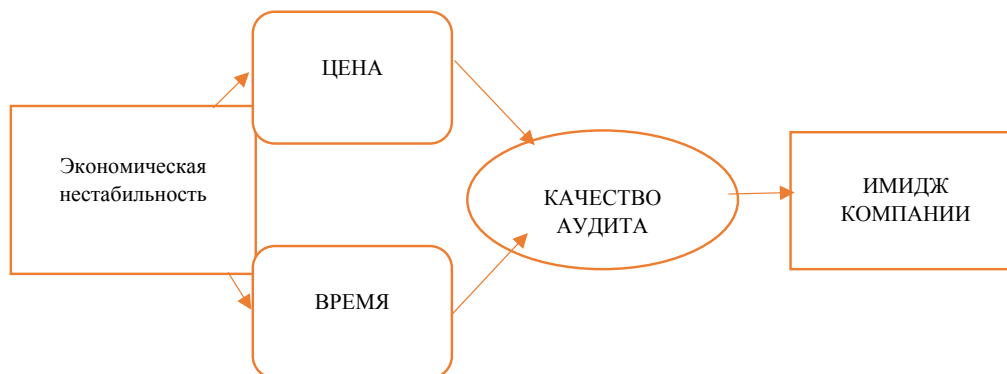 ЦЕНА
Экономическая
нестабильность
КАЧЕСТВО
АУДИТА
ИМИДЖ
КОМПАНИИ
ВРЕМЯ